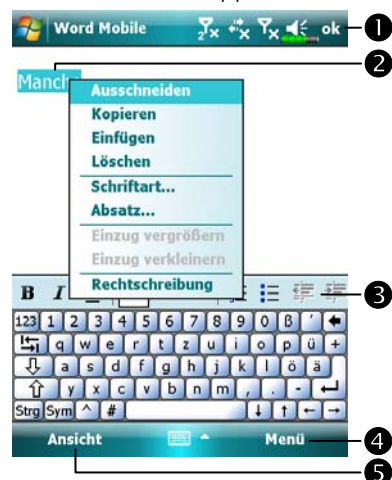 Word Mobile ok
1
2
Manch
Ausschneiden
Kopieren
Einfügen
Löschen
Schriftart...
Absatz...
Einzug vergrößern
Einzug verkleinern
Rechtschreibung
B I
3
123 1 2 3 4 5 6 7 8 9 0 ß ´
q w e r t z u i o p ü +
a s d f g h j k l ö ä
y x c v b n m , . -
Strg Sym ^ #
Ansicht Menü
4
5